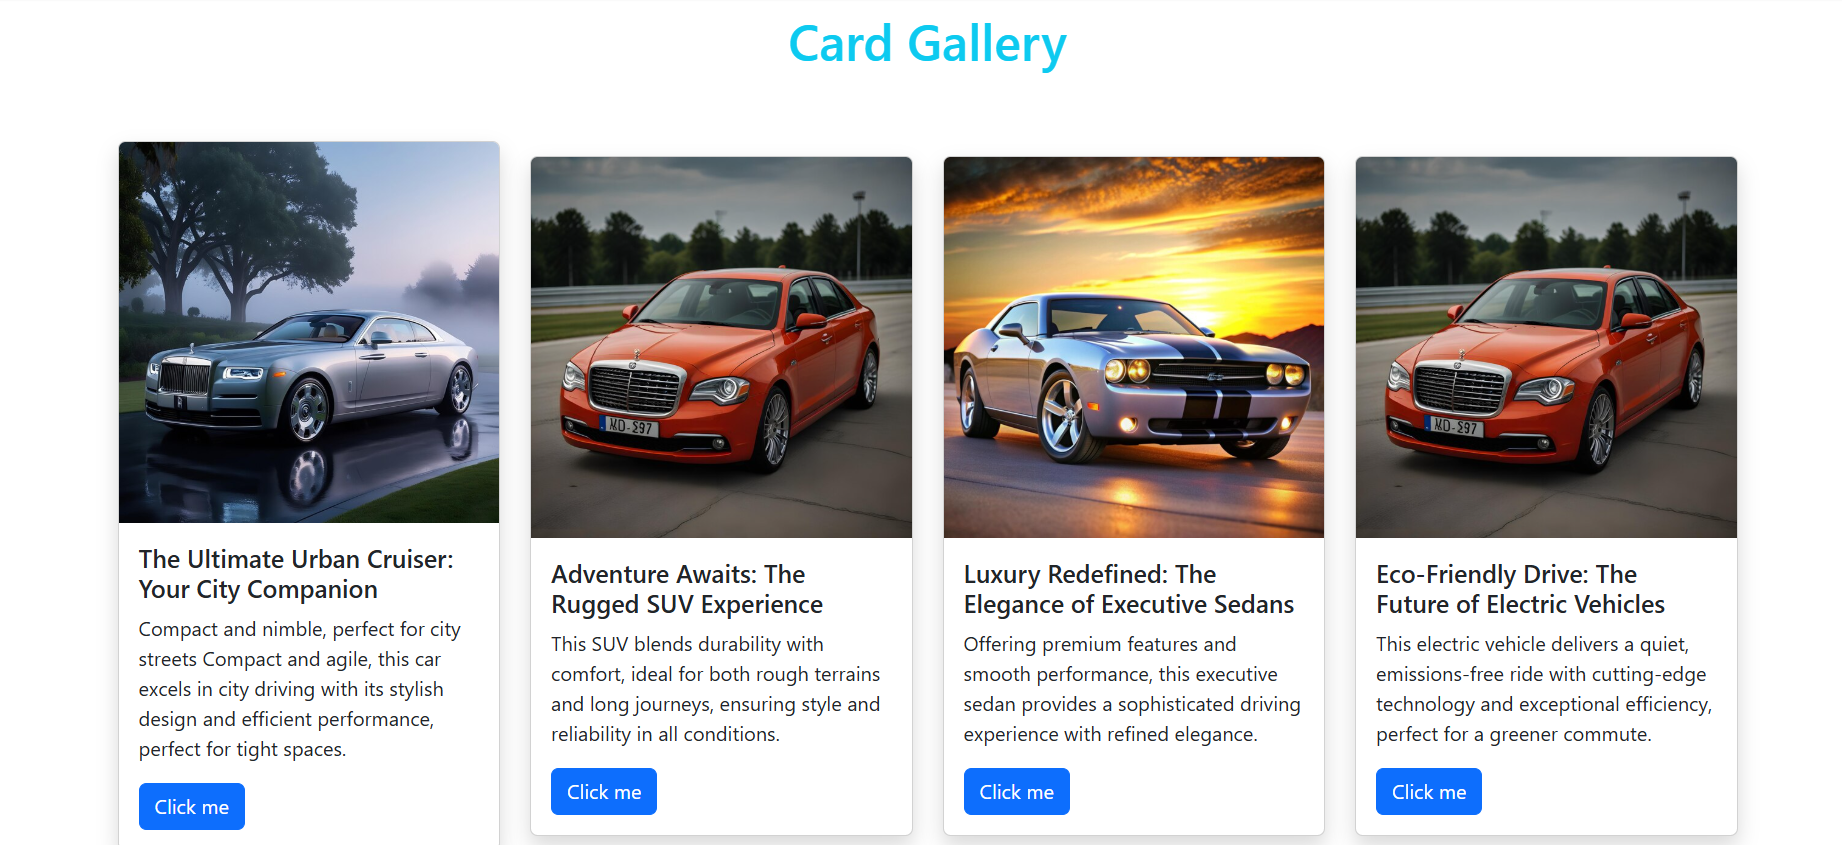 Card Gallery
The Ultimate Urban Cruiser:
Your City Companion
Compact and nimble, perfect for city
streets Compact and agile, this car
excels in city driving with its stylish
design and efficient performance,
perfect for tight spaces.
Click me
Adventure Awaits: The
Rugged SUV Experience
This SUV blends durability with
comfort, ideal for both rough terrains
and long journeys, ensuring style and
reliability in all conditions.
Click me
Luxury Redefined: The
Elegance of Executive Sedans
Offering premium features and
smooth performance, this executive
sedan provides a sophisticated driving
experience with refined elegance.
Click me
Eco-Friendly Drive: The
Future of Electric Vehicles
This electric vehicle delivers a quiet,
emissions-free ride with cutting-edge
technology and exceptional efficiency,
perfect for a greener commute.
Click me